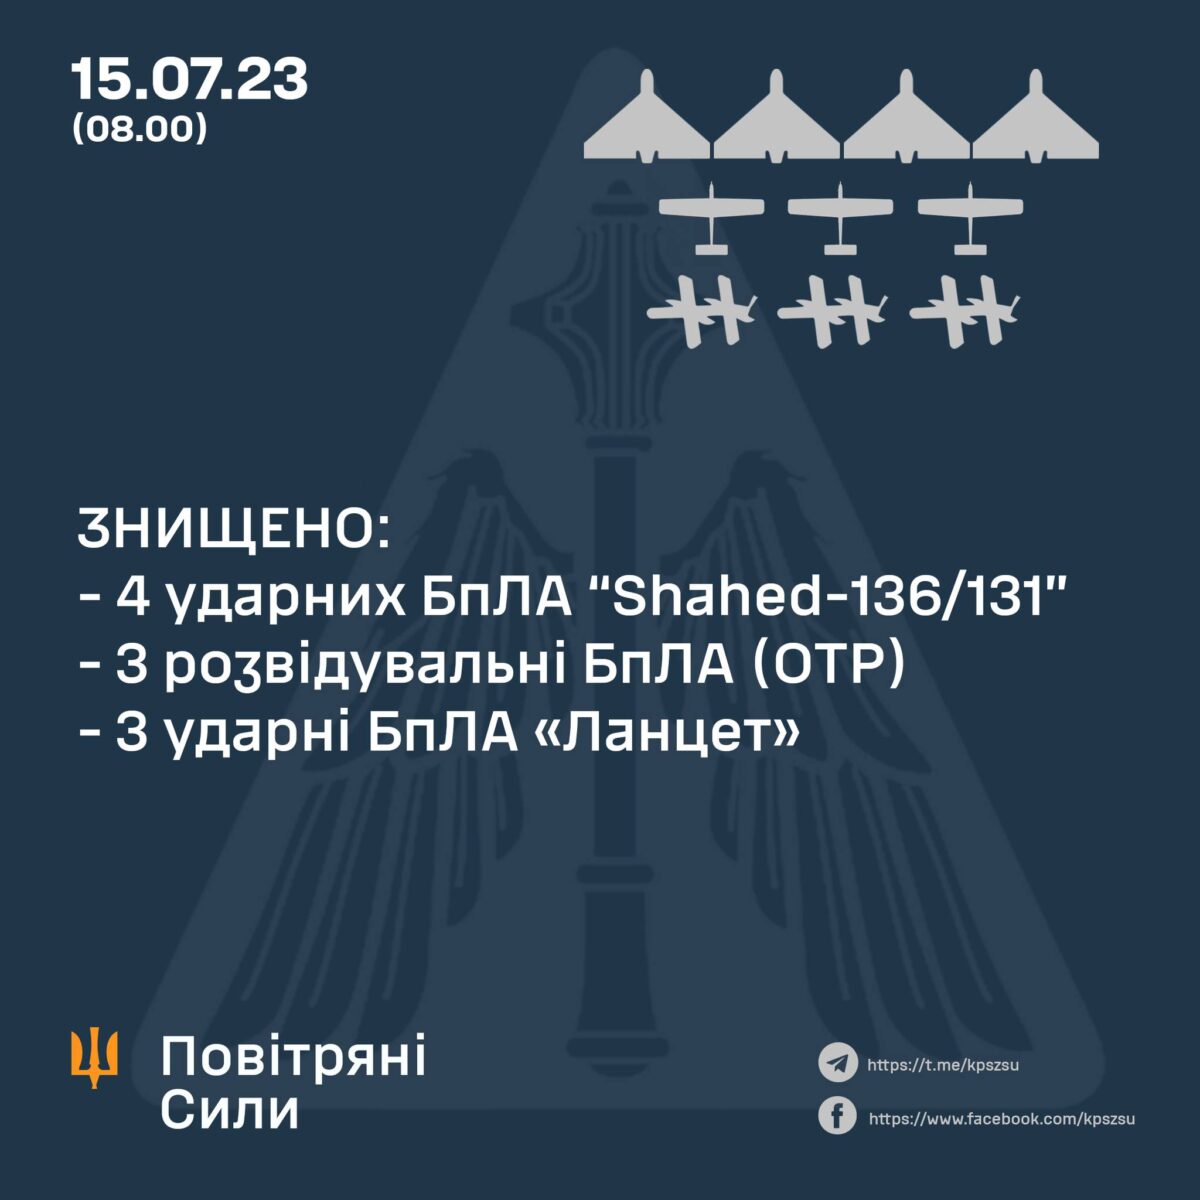 15.07.23
(08.00)
ЗНИЩЕНО:
- 4 ударних БпЛА “Shahed-136/131”
- 3 розвідувальні БпЛА (ОТР)
- 3 ударні БпЛА «Ланцет»
Повітряні
Сили
https://t.me/kpszsu
https://www.facebook.com/kpszsu